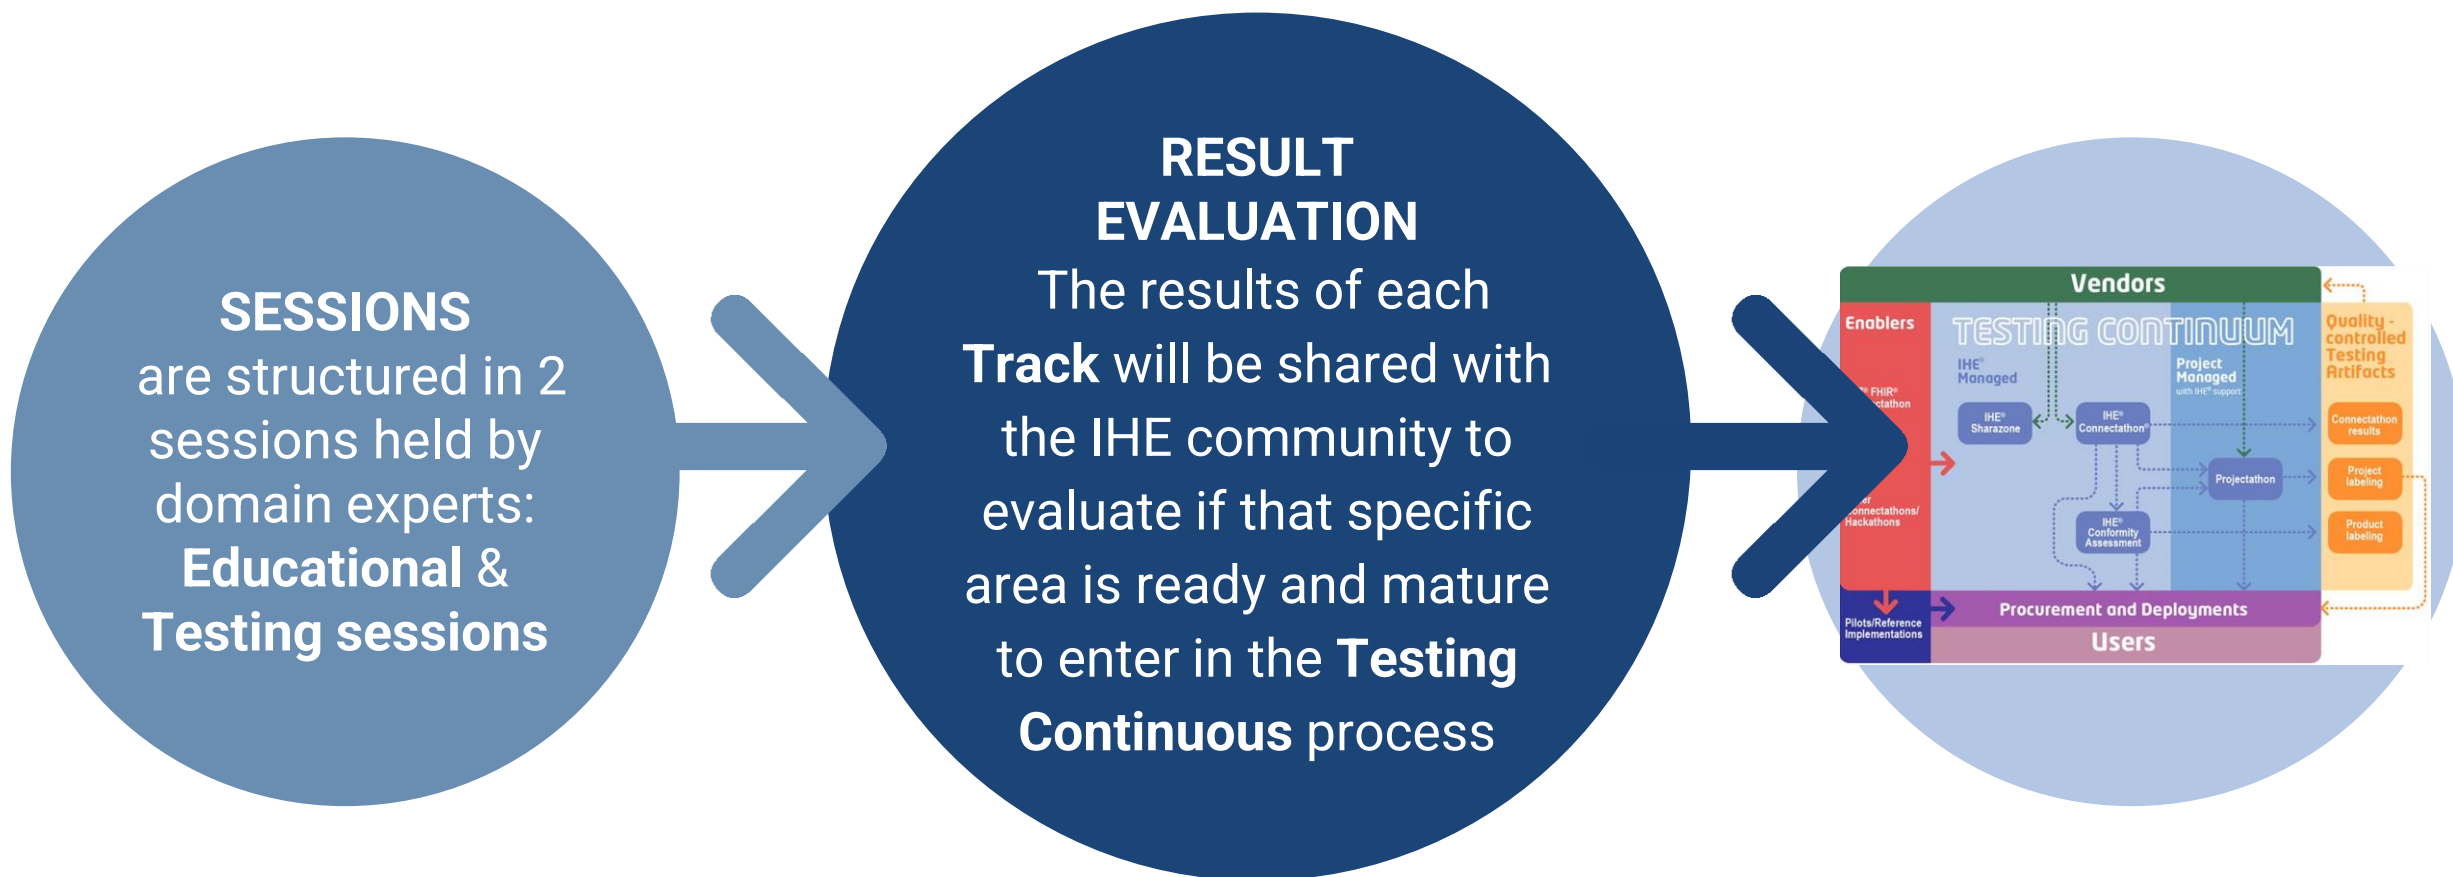 SESSIONS
are structured in 2
sessions held by
domain experts:
Educational &
Testing sessions
RESULT
EVALUATION
The results of each
Track will be shared with
the IHE community to
evaluate if that specific
area is ready and mature
to enter in the Testing
Continuous process
Vendors
Enablers
TESTING CONTINUUM
Quality -
controlled
Testing
Artifacts
IHE®
Managed
Project
Managed
with IHE® support
FHIR®
IHE®
Sharazone
IHE®
Connectathon®
Connectathon
results
Projectathon
Project
labeling
Hackathons
IHE®
Conformity
Assessment
Product
labeling
Procurement and Deployments
Pilots/Reference
Implementations
Users